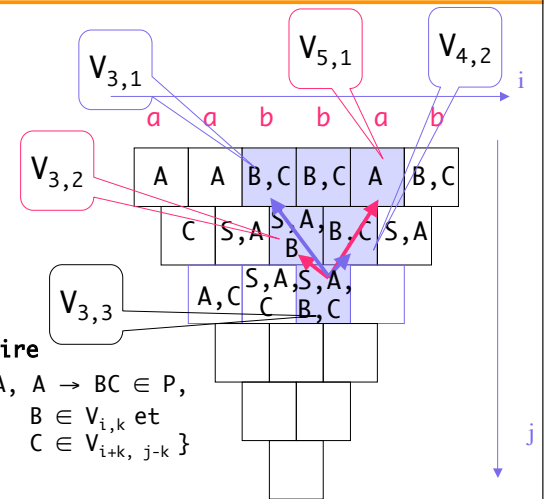 V3,1
V5,1
V4,2
i
a a b b a b
V3,2
A A B,C B,C A B,C
C S,A S,A,B B,C S,A
V3,3
A,C S,A,C S,A,B,C
ire
A, A → BC ∈ P,
B ∈ Vi,k et
C ∈ Vi+k, j-k }
j